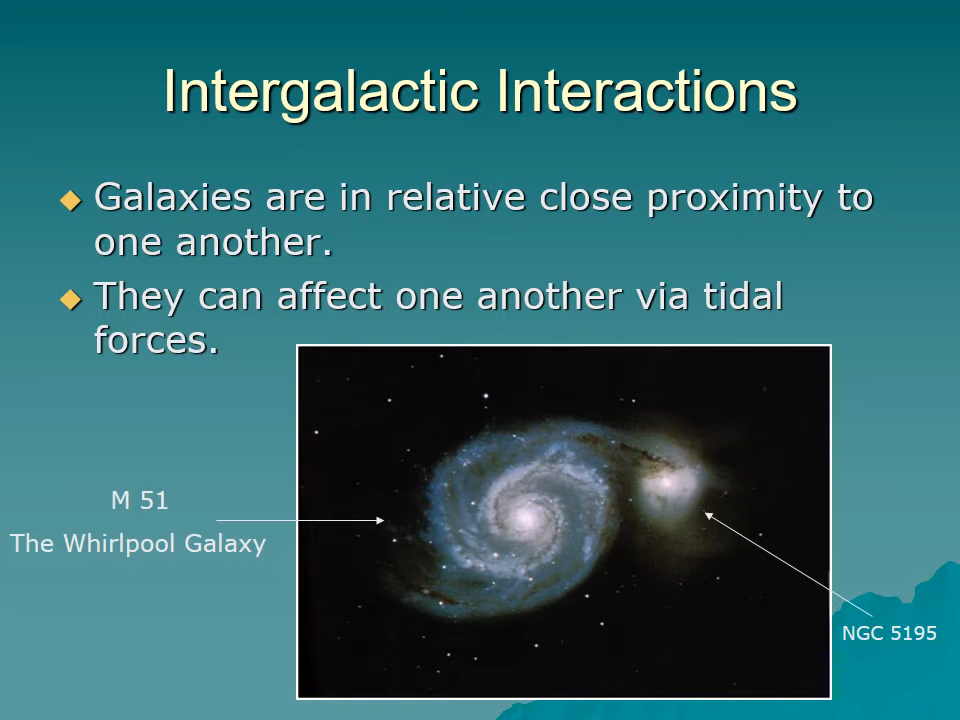 Intergalactic Interactions
Galaxies are in relative close proximity to
one another.
They can affect one another via tidal
forces.
M 51
The Whirlpool Galaxy
NGC 5195